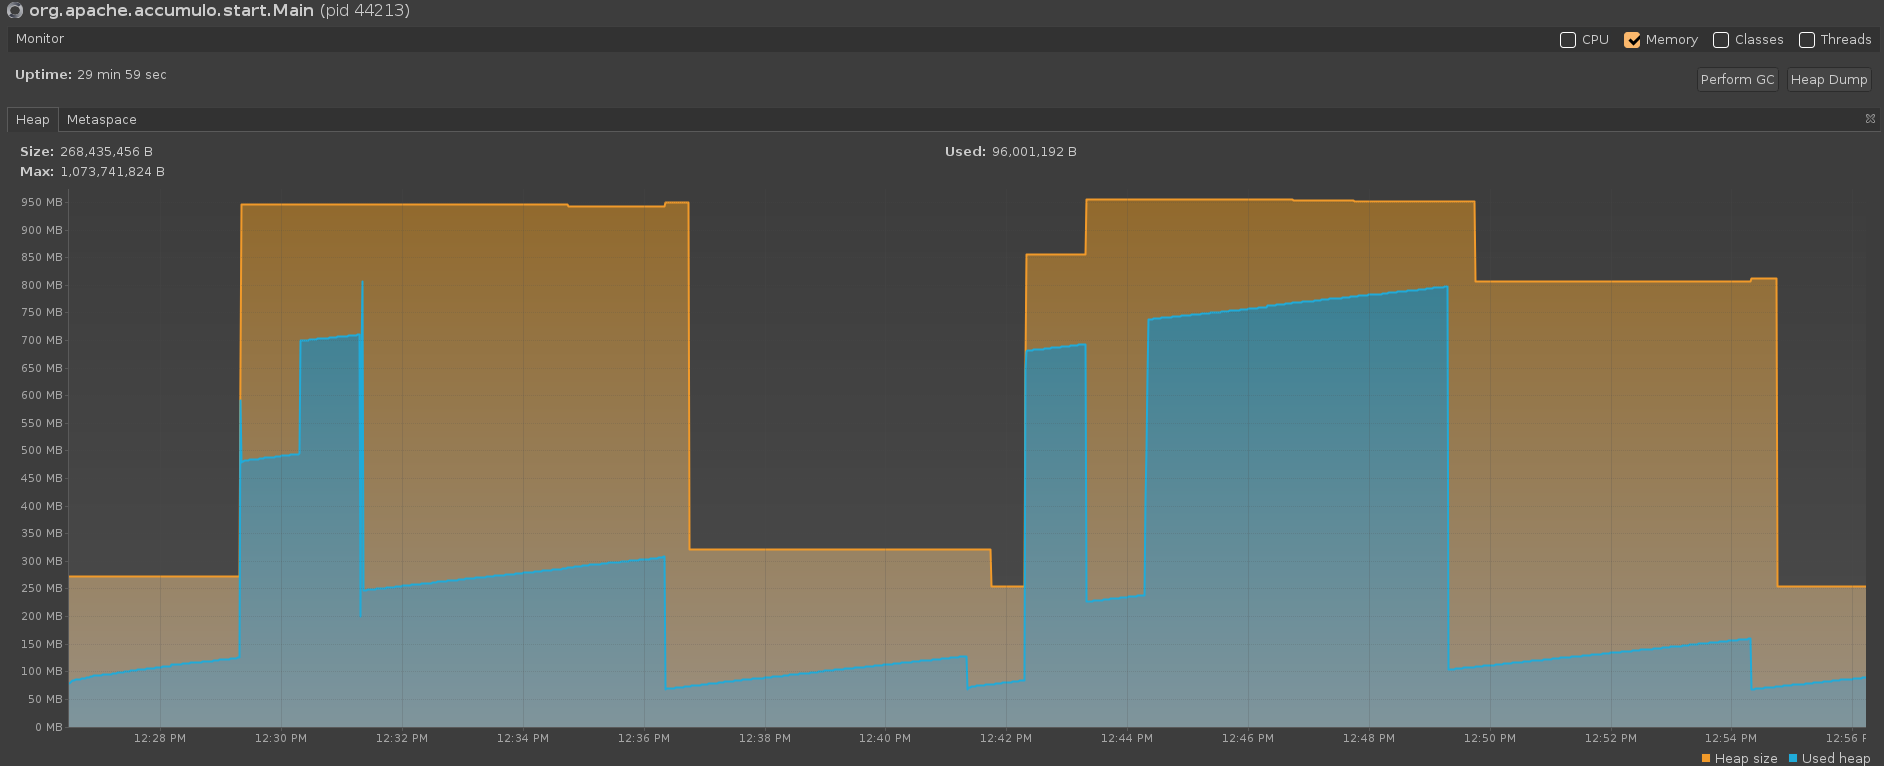 org.apache.accumulo.start.Main (pid 44213)
Monitor
CPU Memory Classes Threads
Uptime: 29 min 59 sec
Perform GC Heap Dump
Heap Metaspace
Size: 268,435,456 B
Used: 96,001,192 B
Max: 1,073,741,824 B
950 MB
900 MB
850 MB
800 MB
750 MB
700 MB
650 MB
600 MB
550 MB
500 MB
450 MB
400 MB
350 MB
300 MB
250 MB
200 MB
150 MB
100 MB
50 MB
0 MB
12:28 PM 12:30 PM 12:32 PM 12:34 PM 12:36 PM 12:38 PM 12:40 PM 12:42 PM 12:44 PM 12:46 PM 12:48 PM 12:50 PM 12:52 PM 12:54 PM 12:56 P
Heap size Used heap